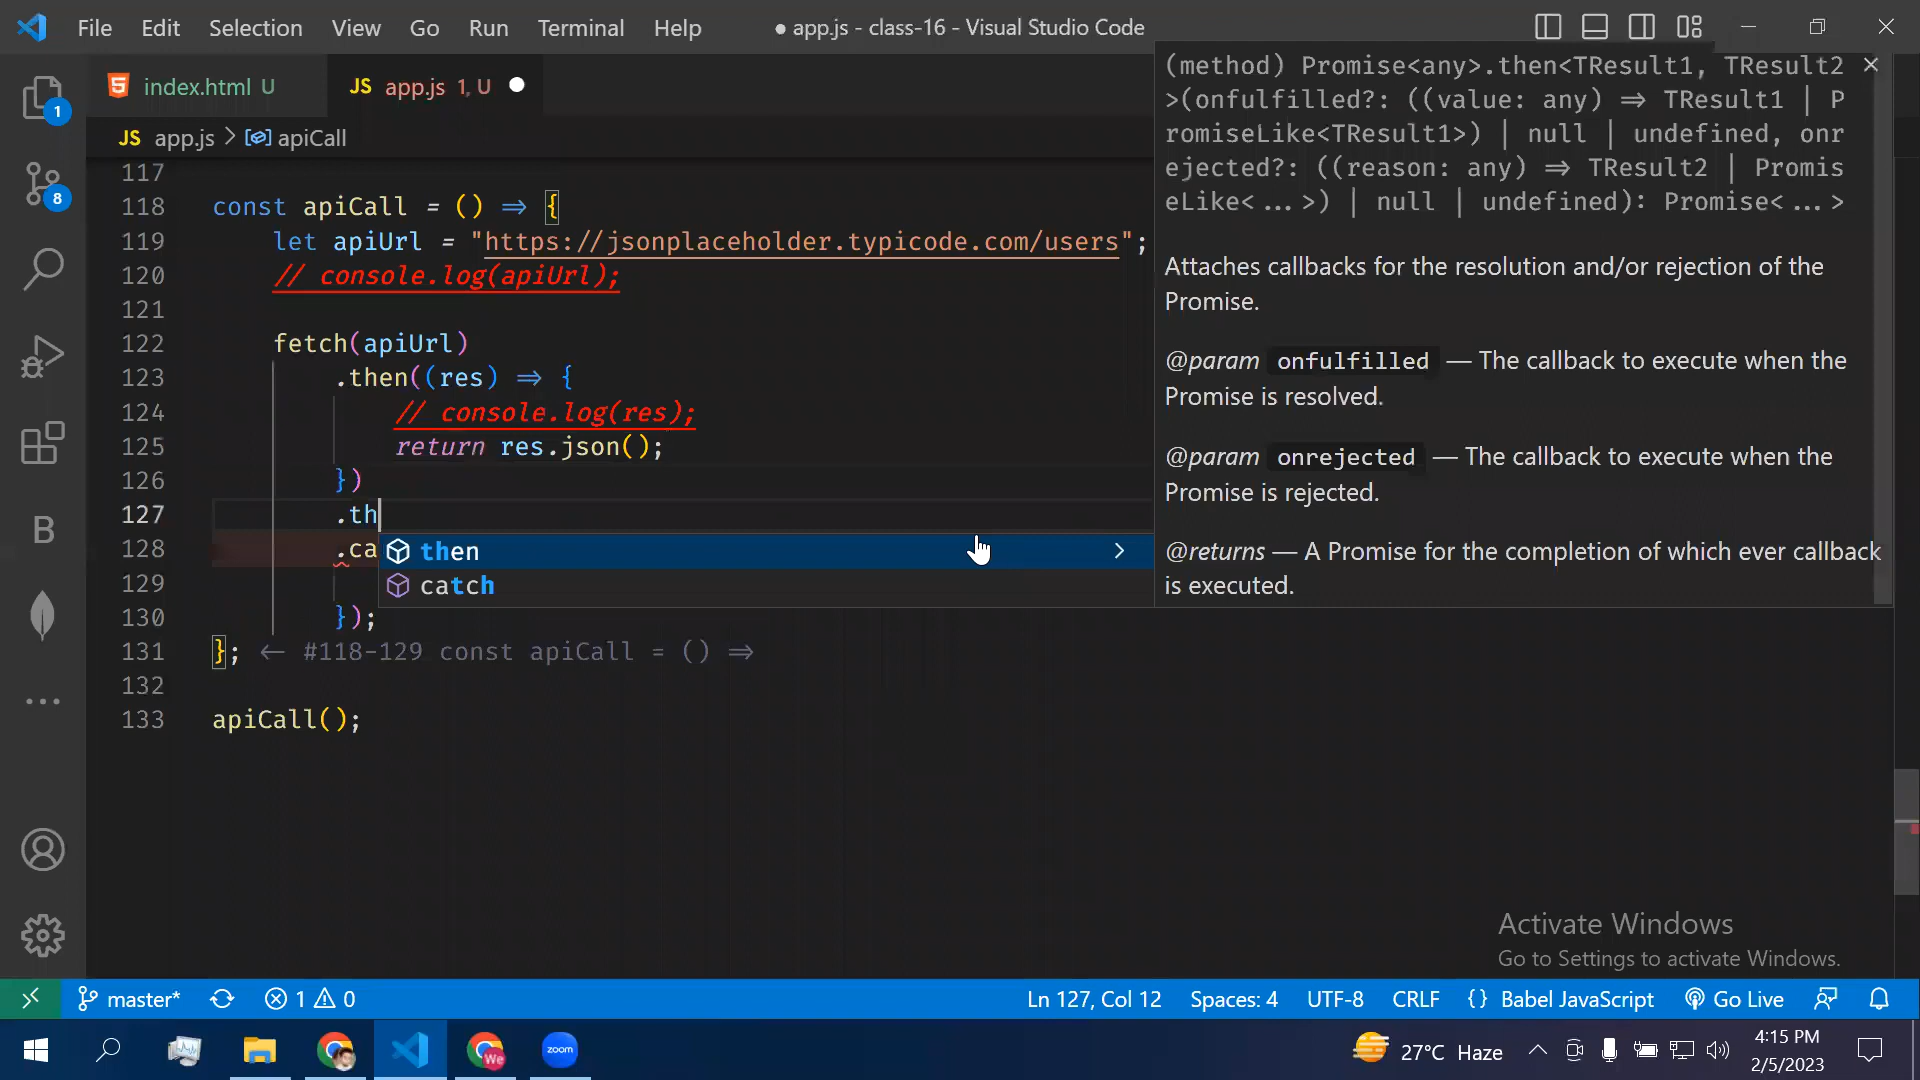 File Edit Selection View Go Run Terminal Help
● app.js - class-16 - Visual Studio Code
index.html U
JS app.js 1, U
JS app.js > apiCall
1
8
B
zoom
We
117
118 const apiCall = () => {
119 let apiUrl = "https://jsonplaceholder.typicode.com/users";
120 // console.log(apiUrl);
121
122 fetch(apiUrl)
123 .then((res) => {
124 // console.log(res);
125 return res.json();
126 })
127 .th
128 .ca
129
130 });
131 }; <- #118-129 const apiCall = () =>
132
133 apiCall();
then
catch
(method) Promise<any>.then<TResult1, TResult2
>(onfulfilled?: ((value: any) => TResult1 | P
romiseLike<TResult1>) | null | undefined, onr
ejected?: ((reason: any) => TResult2 | Promis
eLike<...>) | null | undefined): Promise<...>
Attaches callbacks for the resolution and/or rejection of the
Promise.
@param onfulfilled — The callback to execute when the
Promise is resolved.
@param onrejected — The callback to execute when the
Promise is rejected.
@returns — A Promise for the completion of which ever callback
is executed.
Activate Windows
Go to Settings to activate Windows.
master* 1 0
Ln 127, Col 12 Spaces: 4 UTF-8 CRLF {} Babel JavaScript Go Live
27°C Haze
4:15 PM
2/5/2023